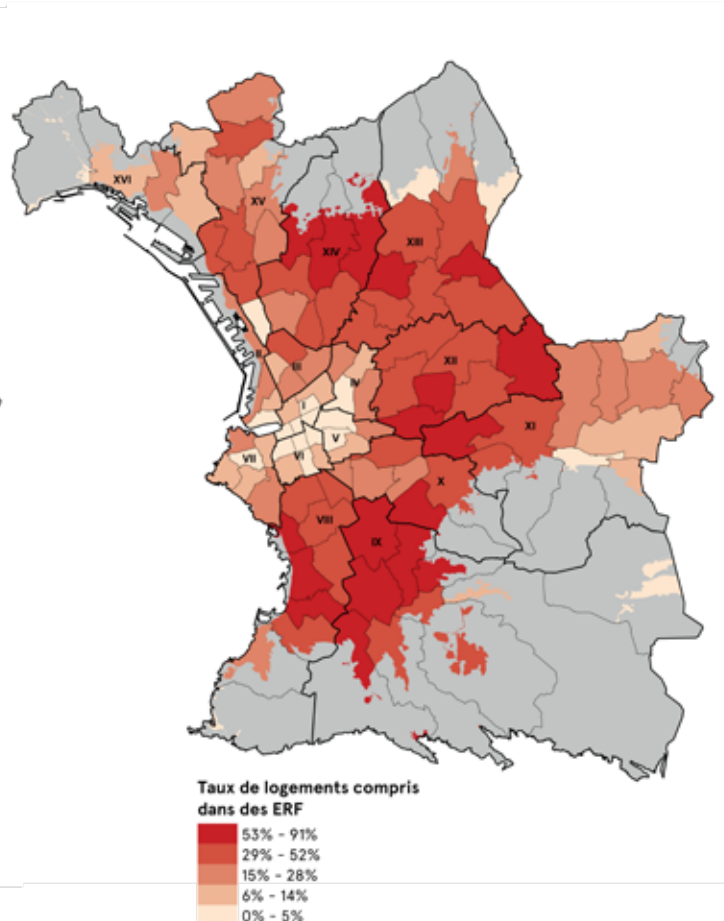 XVI
XV
XIV
XIII
II
III
XII
IV
I
XI
V
VII
VI
X
VIII
IX
Taux de logements compris
dans des ERF
53% - 91%
29% - 52%
15% - 28%
6% - 14%
0% - 5%